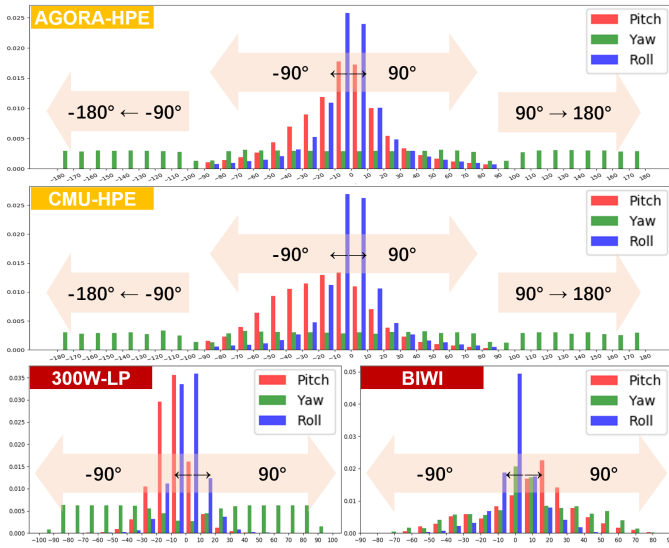 AGORA-HPE
Pitch
Yaw
Roll
-90° ←→ 90°
-180° ← -90°
90° → 180°
0.025
0.020
0.015
0.010
0.005
0.000
-180 -170 -160 -150 -140 -130 -120 -110 -100 -90 -80 -70 -60 -50 -40 -30 -20 -10 0 10 20 30 40 50 60 70 80 90 100 110 120 130 140 150 160 170 180
CMU-HPE
Pitch
Yaw
Roll
-90° ←→ 90°
-180° ← -90°
90° → 180°
0.025
0.020
0.015
0.010
0.005
0.000
-180 -170 -160 -150 -140 -130 -120 -110 -100 -90 -80 -70 -60 -50 -40 -30 -20 -10 0 10 20 30 40 50 60 70 80 90 100 110 120 130 140 150 160 170 180
300W-LP
Pitch
Yaw
Roll
-90° ←→ 90°
0.035
0.030
0.025
0.020
0.015
0.010
0.005
0.000
-100 -90 -80 -70 -60 -50 -40 -30 -20 -10 0 10 20 30 40 50 60 70 80 90 100
BIWI
Pitch
Yaw
Roll
-90° ←→ 90°
0.05
0.04
0.03
0.02
0.01
0.00
-90 -80 -70 -60 -50 -40 -30 -20 -10 0 10 20 30 40 50 60 70 80